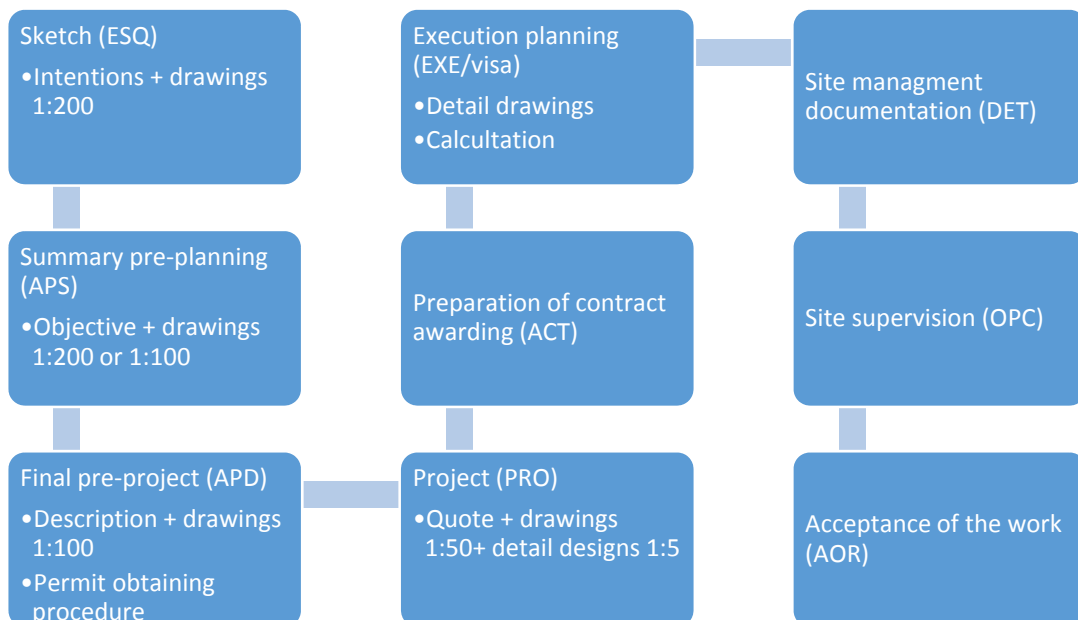 Sketch (ESQ)
•Intentions + drawings
1:200
Summary pre-planning
(APS)
•Objective + drawings
1:200 or 1:100
Final pre-project (APD)
•Description + drawings
1:100
•Permit obtaining
procedure
Project (PRO)
•Quote + drawings
1:50+ detail designs 1:5
Preparation of contract
awarding (ACT)
Execution planning
(EXE/visa)
•Detail drawings
•Calcultation
Site managment
documentation (DET)
Site supervision (OPC)
Acceptance of the work
(AOR)